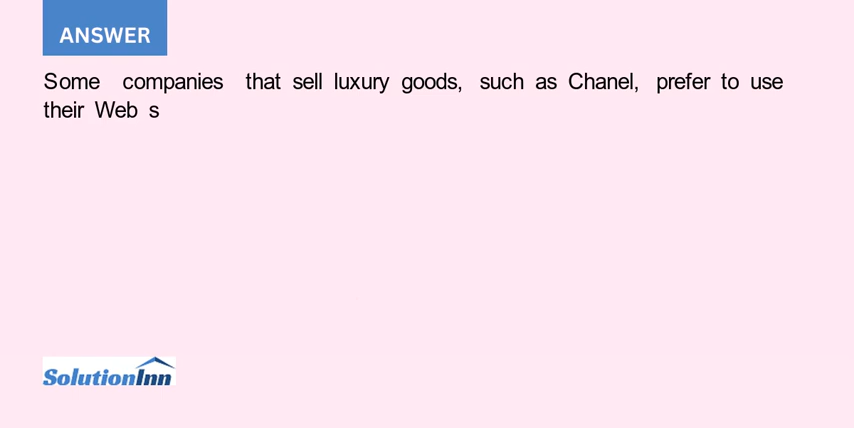 ANSWER
Some companies that sell luxury goods, such as Chanel, prefer to use
their Web s
SolutionInn